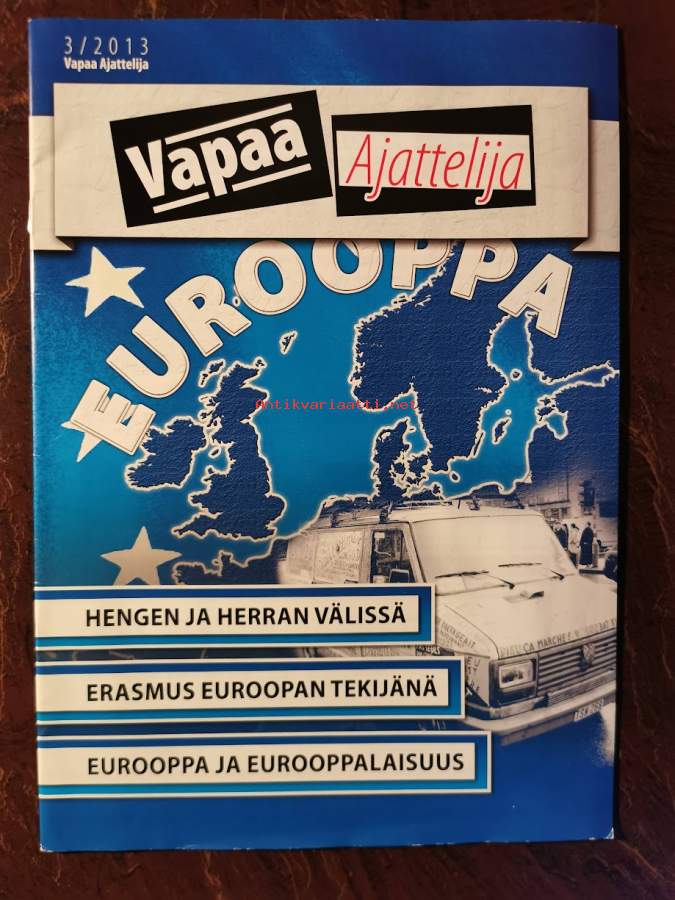 3/2013
Vapaa Ajattelija
Vapaa Ajattelija
EUROOPPA
Antikvariaatti.net
HENGEN JA HERRAN VÄLISSÄ
ERASMUS EUROOPAN TEKIJÄNÄ
EUROOPPA JA EUROOPPALAISUUS